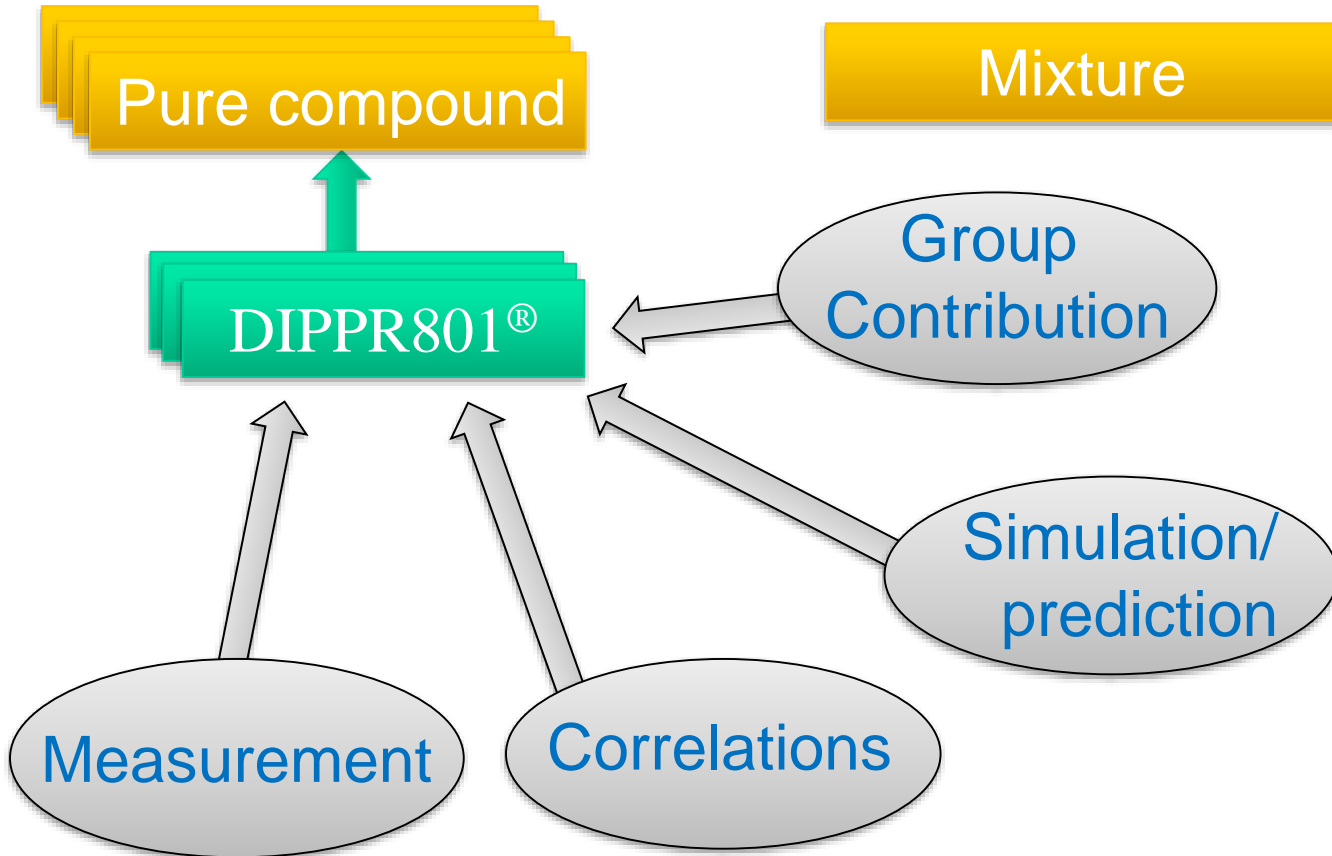 Pure compound
Mixture
DIPPR801®
Group
Contribution
Simulation/
prediction
Measurement
Correlations